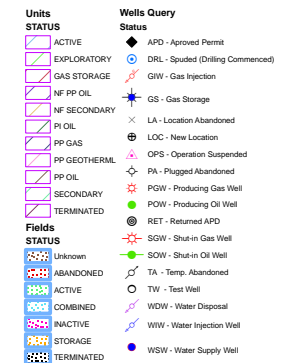 Units
STATUS
ACTIVE
EXPLORATORY
GAS STORAGE
NF PP OIL
NF SECONDARY
PI OIL
PP GAS
PP GEOTHERML
PP OIL
SECONDARY
TERMINATED
Fields
STATUS
Unknown
ABANDONED
ACTIVE
COMBINED
INACTIVE
STORAGE
TERMINATED
Wells Query
Status
APD - Aproved Permit
DRL - Spuded (Drilling Commenced)
GIW - Gas Injection
GS - Gas Storage
LA - Location Abandoned
LOC - New Location
OPS - Operation Suspended
PA - Plugged Abandoned
PGW - Producing Gas Well
POW - Producing Oil Well
RET - Returned APD
SGW - Shut-in Gas Well
SOW - Shut-in Oil Well
TA - Temp. Abandoned
TW - Test Well
WDW - Water Disposal
WIW - Water Injection Well
WSW - Water Supply Well